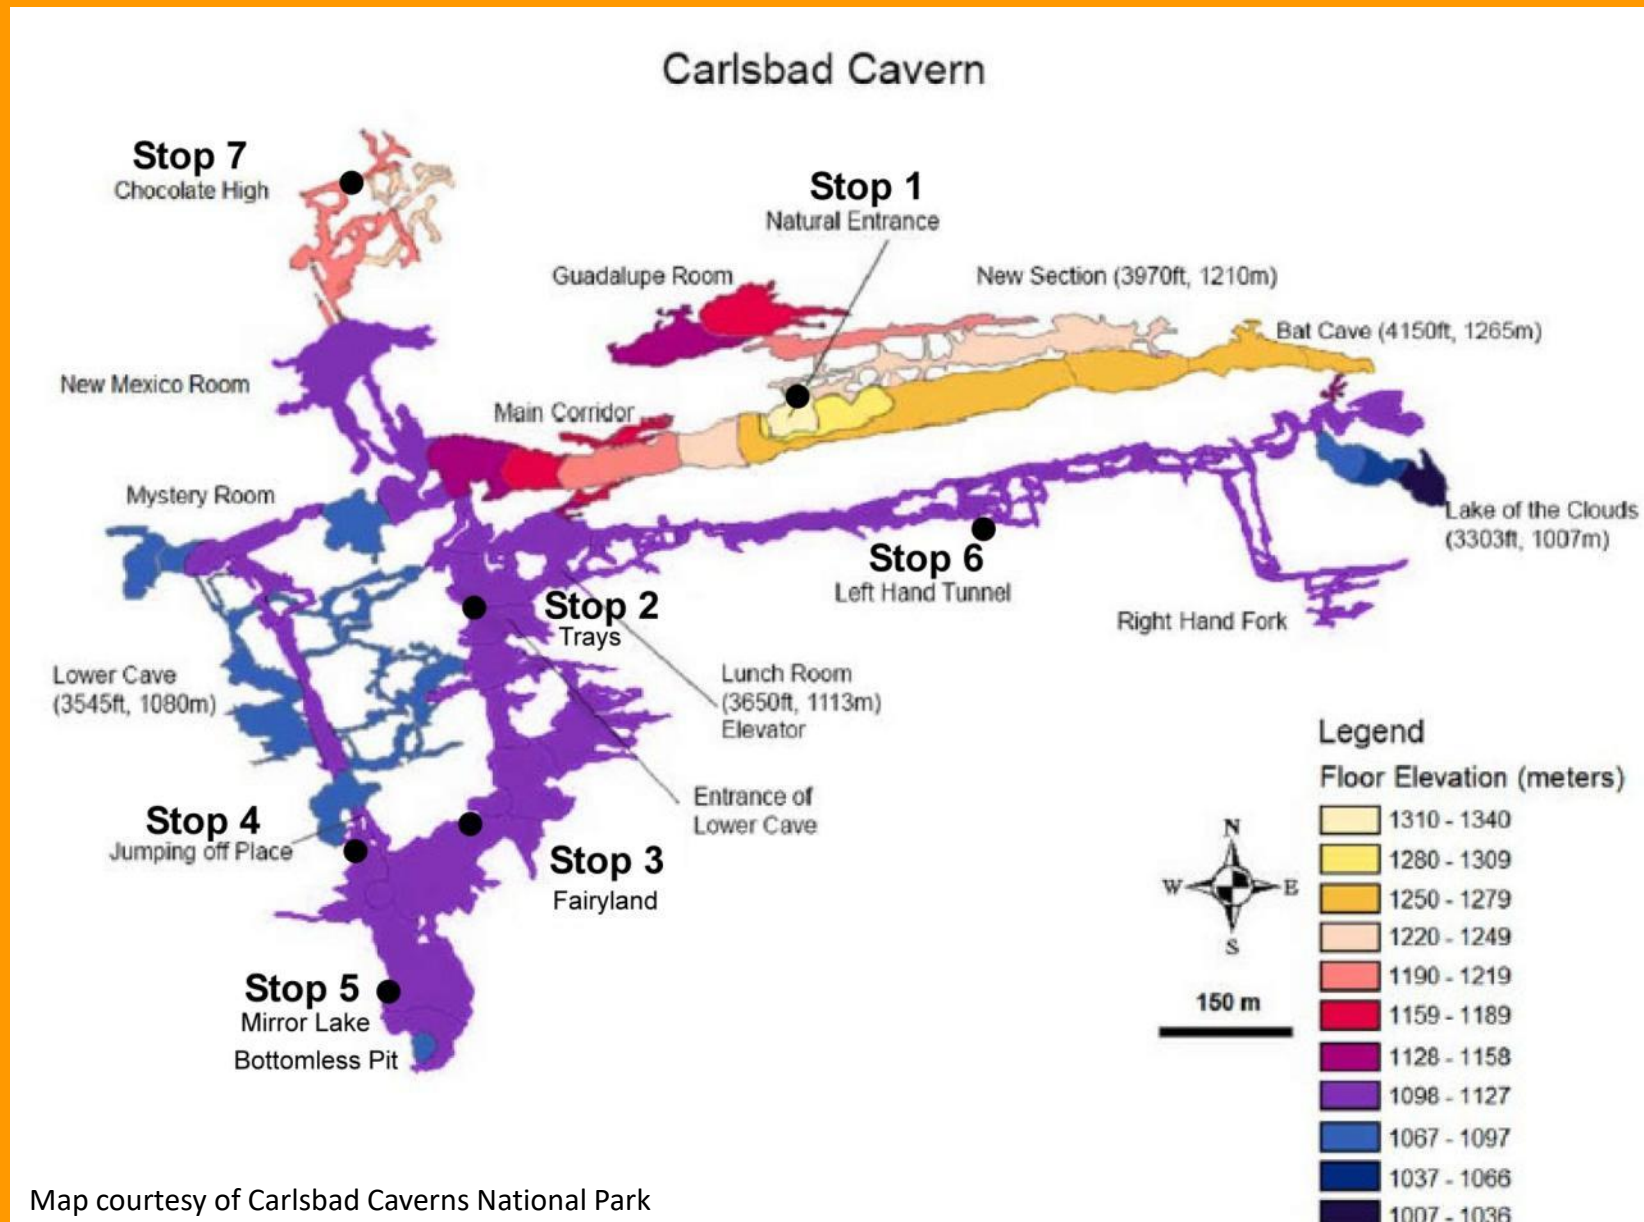 Carlsbad Cavern
Stop 7
Chocolate High
Stop 1
Natural Entrance
Guadalupe Room
New Section (3970ft, 1210m)
Bat Cave (4150ft, 1265m)
New Mexico Room
Main Corridor
Mystery Room
Lake of the Clouds
(3303ft, 1007m)
Stop 6
Left Hand Tunnel
Stop 2
Trays
Right Hand Fork
Lower Cave
(3545ft, 1080m)
Lunch Room
(3650ft, 1113m)
Elevator
Entrance of
Lower Cave
Stop 4
Jumping off Place
Stop 3
Fairyland
Stop 5
Mirror Lake
Bottomless Pit
N
W E
S
150 m
Legend
Floor Elevation (meters)
1310 - 1340
1280 - 1309
1250 - 1279
1220 - 1249
1190 - 1219
1159 - 1189
1128 - 1158
1098 - 1127
1067 - 1097
1037 - 1066
1007 - 1036
Map courtesy of Carlsbad Caverns National Park